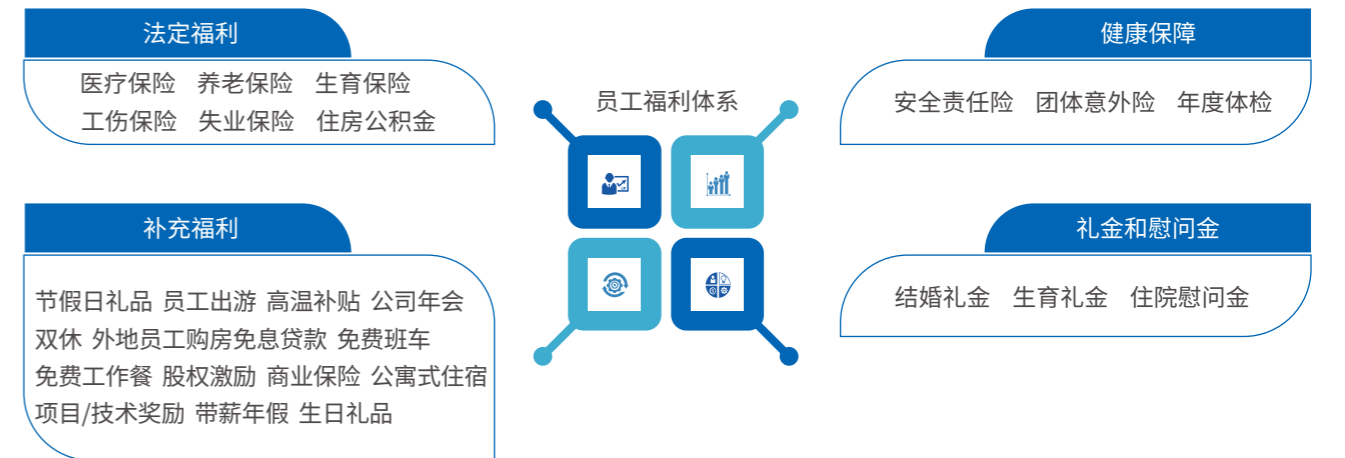 法定福利
医疗保险 养老保险 生育保险
工伤保险 失业保险 住房公积金
补充福利
节假日礼品 员工出游 高温补贴 公司年会
双休 外地员工购房免息贷款 免费班车
免费工作餐 股权激励 商业保险 公寓式住宿
项目/技术奖励 带薪年假 生日礼品
员工福利体系
健康保障
安全责任险 团体意外险 年度体检
礼金和慰问金
结婚礼金 生育礼金 住院慰问金